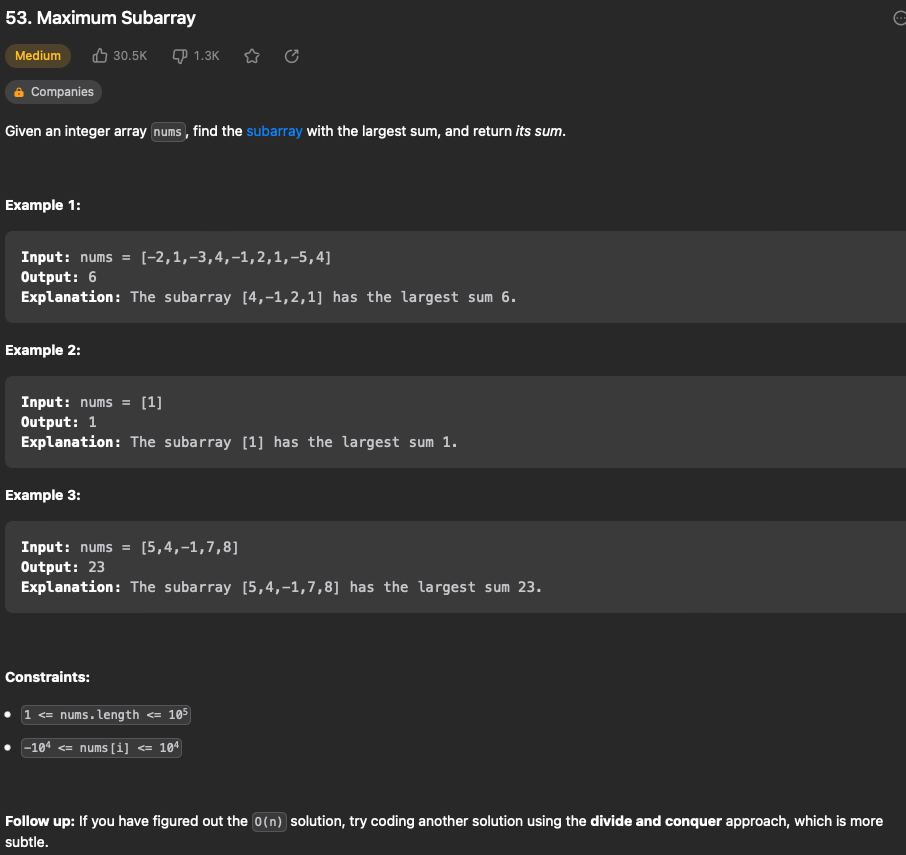 53. Maximum Subarray
Medium 30.5K 1.3K
Companies
Given an integer array nums, find the subarray with the largest sum, and return its sum.
Example 1:
Input: nums = [-2,1,-3,4,-1,2,1,-5,4]
Output: 6
Explanation: The subarray [4,-1,2,1] has the largest sum 6.
Example 2:
Input: nums = [1]
Output: 1
Explanation: The subarray [1] has the largest sum 1.
Example 3:
Input: nums = [5,4,-1,7,8]
Output: 23
Explanation: The subarray [5,4,-1,7,8] has the largest sum 23.
Constraints:
1 <= nums.length <= 10⁵
-10⁴ <= nums[i] <= 10⁴
Follow up: If you have figured out the O(n) solution, try coding another solution using the divide and conquer approach, which is more
subtle.